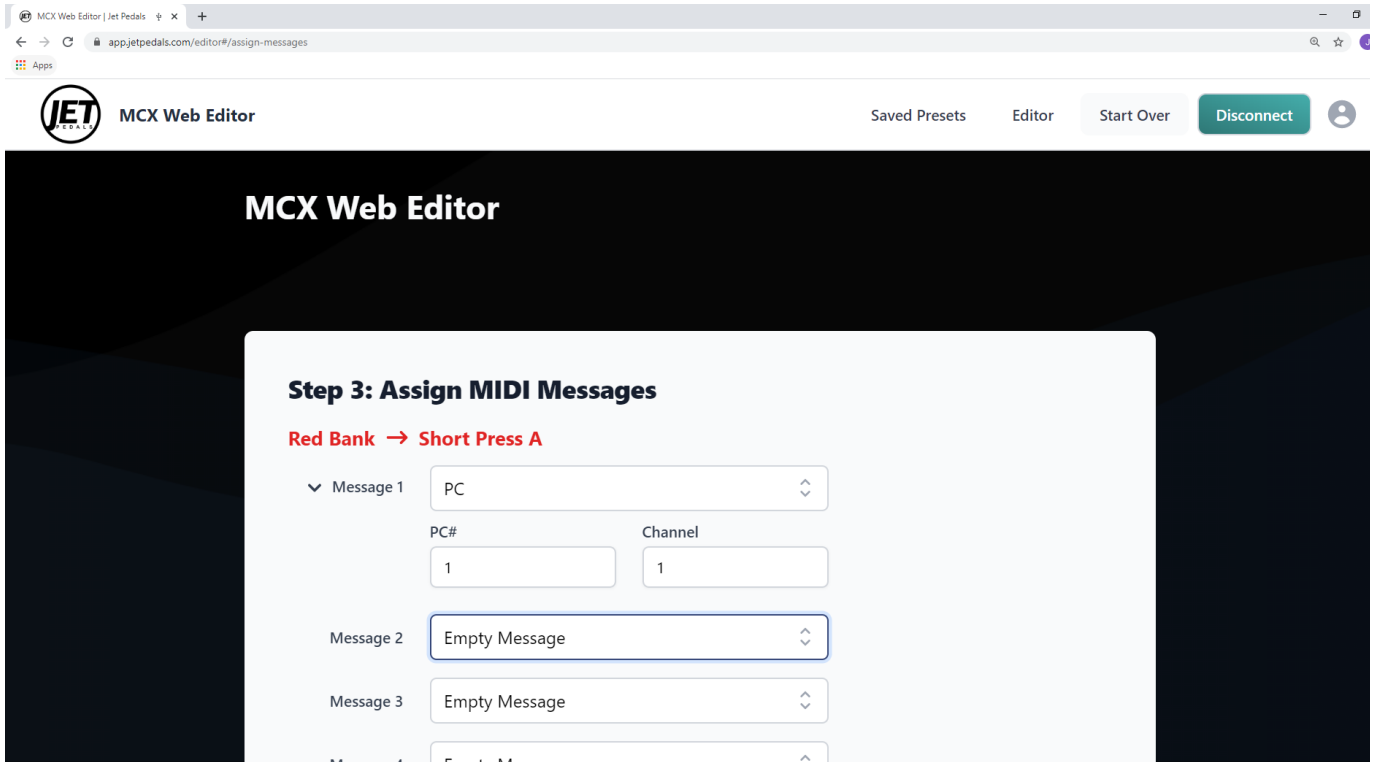 MCX Web Editor | Jet Pedals
app.jetpedals.com/editor#/assign-messages
Apps
JET
PEDALS
MCX Web Editor
Saved Presets
Editor
Start Over
Disconnect
MCX Web Editor
Step 3: Assign MIDI Messages
Red Bank → Short Press A
Message 1
PC
PC#
Channel
1
1
Message 2
Empty Message
Message 3
Empty Message